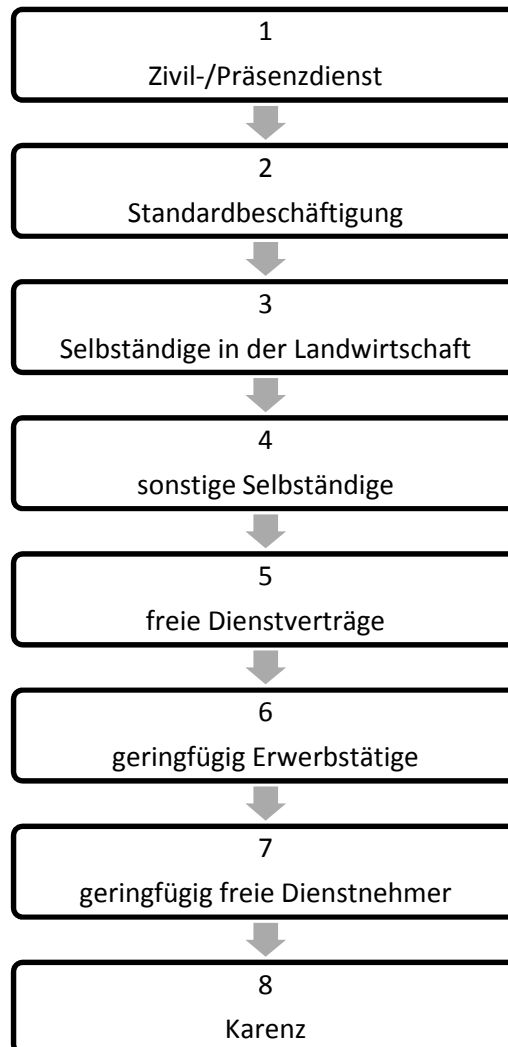 1
Zivil-/Präsenzdienst
2
Standardbeschäftigung
3
Selbständige in der Landwirtschaft
4
sonstige Selbständige
5
freie Dienstverträge
6
geringfügig Erwerbstätige
7
geringfügig freie Dienstnehmer
8
Karenz